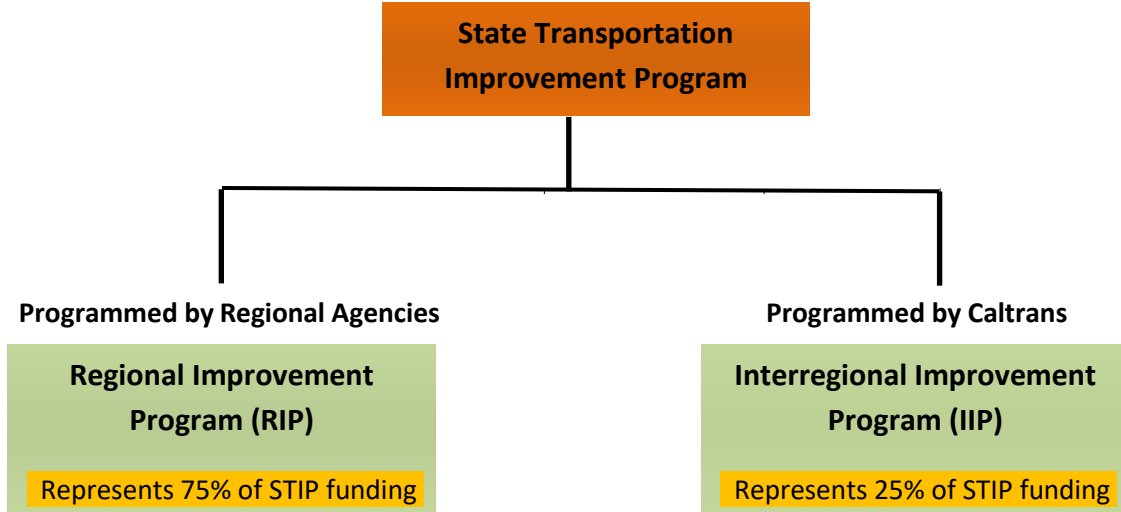 State Transportation
Improvement Program
Programmed by Regional Agencies
Regional Improvement
Program (RIP)
Represents 75% of STIP funding
Programmed by Caltrans
Interregional Improvement
Program (IIP)
Represents 25% of STIP funding